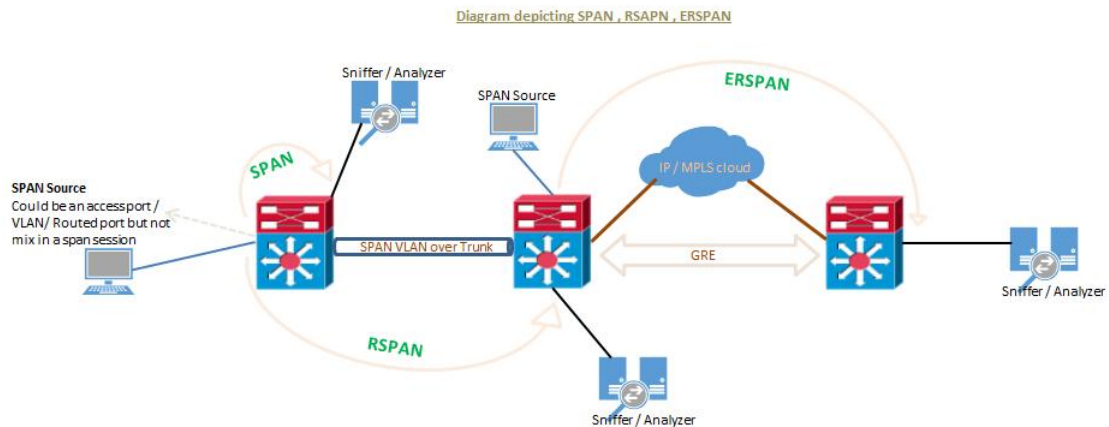 Diagram depicting SPAN , RSAPN , ERSPAN
Sniffer / Analyzer
SPAN Source
ERSPAN
SPAN
IP / MPLS cloud
SPAN Source
Could be an access port /
VLAN/ Routed port but not
mix in a span session
SPAN VLAN over Trunk
GRE
Sniffer / Analyzer
RSPAN
Sniffer / Analyzer